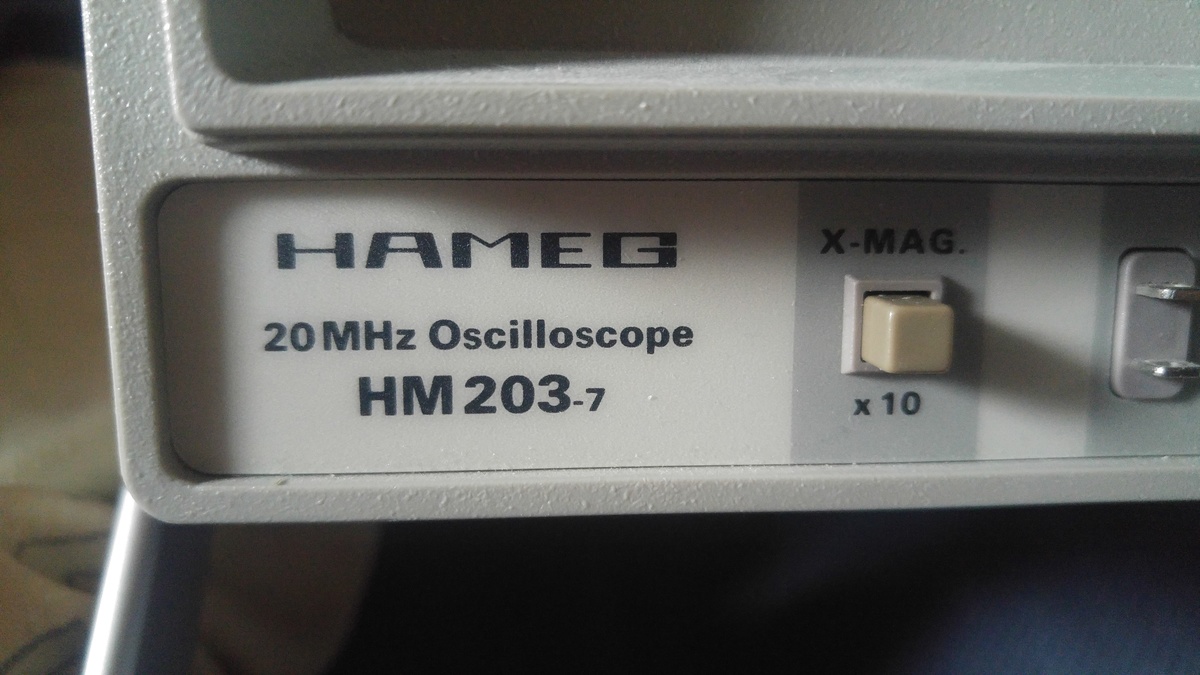 HAMEG
20 MHz Oscilloscope
HM 203-7
X-MAG.
x 10